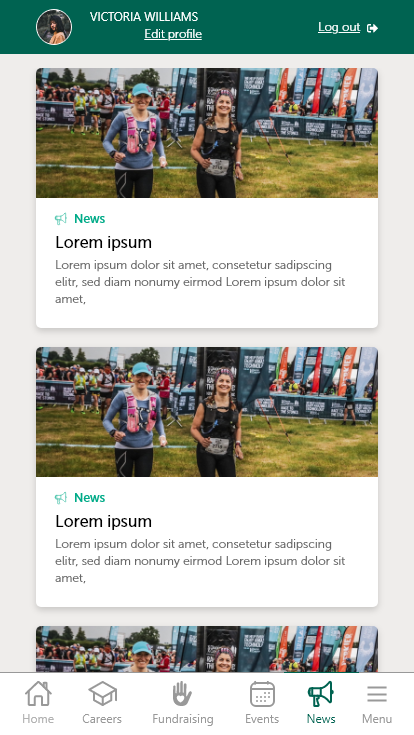 VICTORIA WILLIAMS
Edit profile
Log out
News
Lorem ipsum
Lorem ipsum dolor sit amet, consetetur sadipscing
elitr, sed diam nonumy eirmod Lorem ipsum dolor sit
amet,
News
Lorem ipsum
Lorem ipsum dolor sit amet, consetetur sadipscing
elitr, sed diam nonumy eirmod Lorem ipsum dolor sit
amet,
Home
Careers
Fundraising
Events
News
Menu